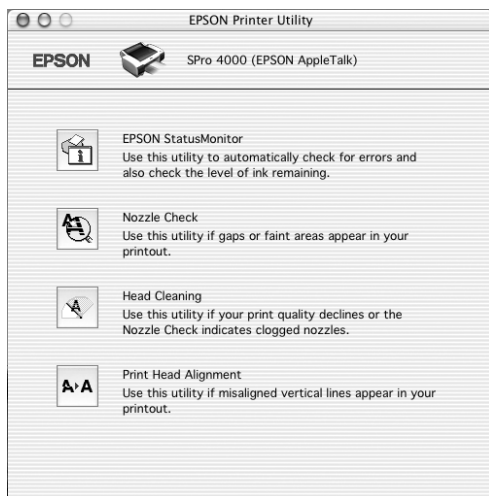 EPSON Printer Utility
EPSON
SPro 4000 (EPSON AppleTalk)
EPSON StatusMonitor
Use this utility to automatically check for errors and
also check the level of ink remaining.
Nozzle Check
Use this utility if gaps or faint areas appear in your
printout.
Head Cleaning
Use this utility if your print quality declines or the
Nozzle Check indicates clogged nozzles.
Print Head Alignment
Use this utility if misaligned vertical lines appear in your
printout.